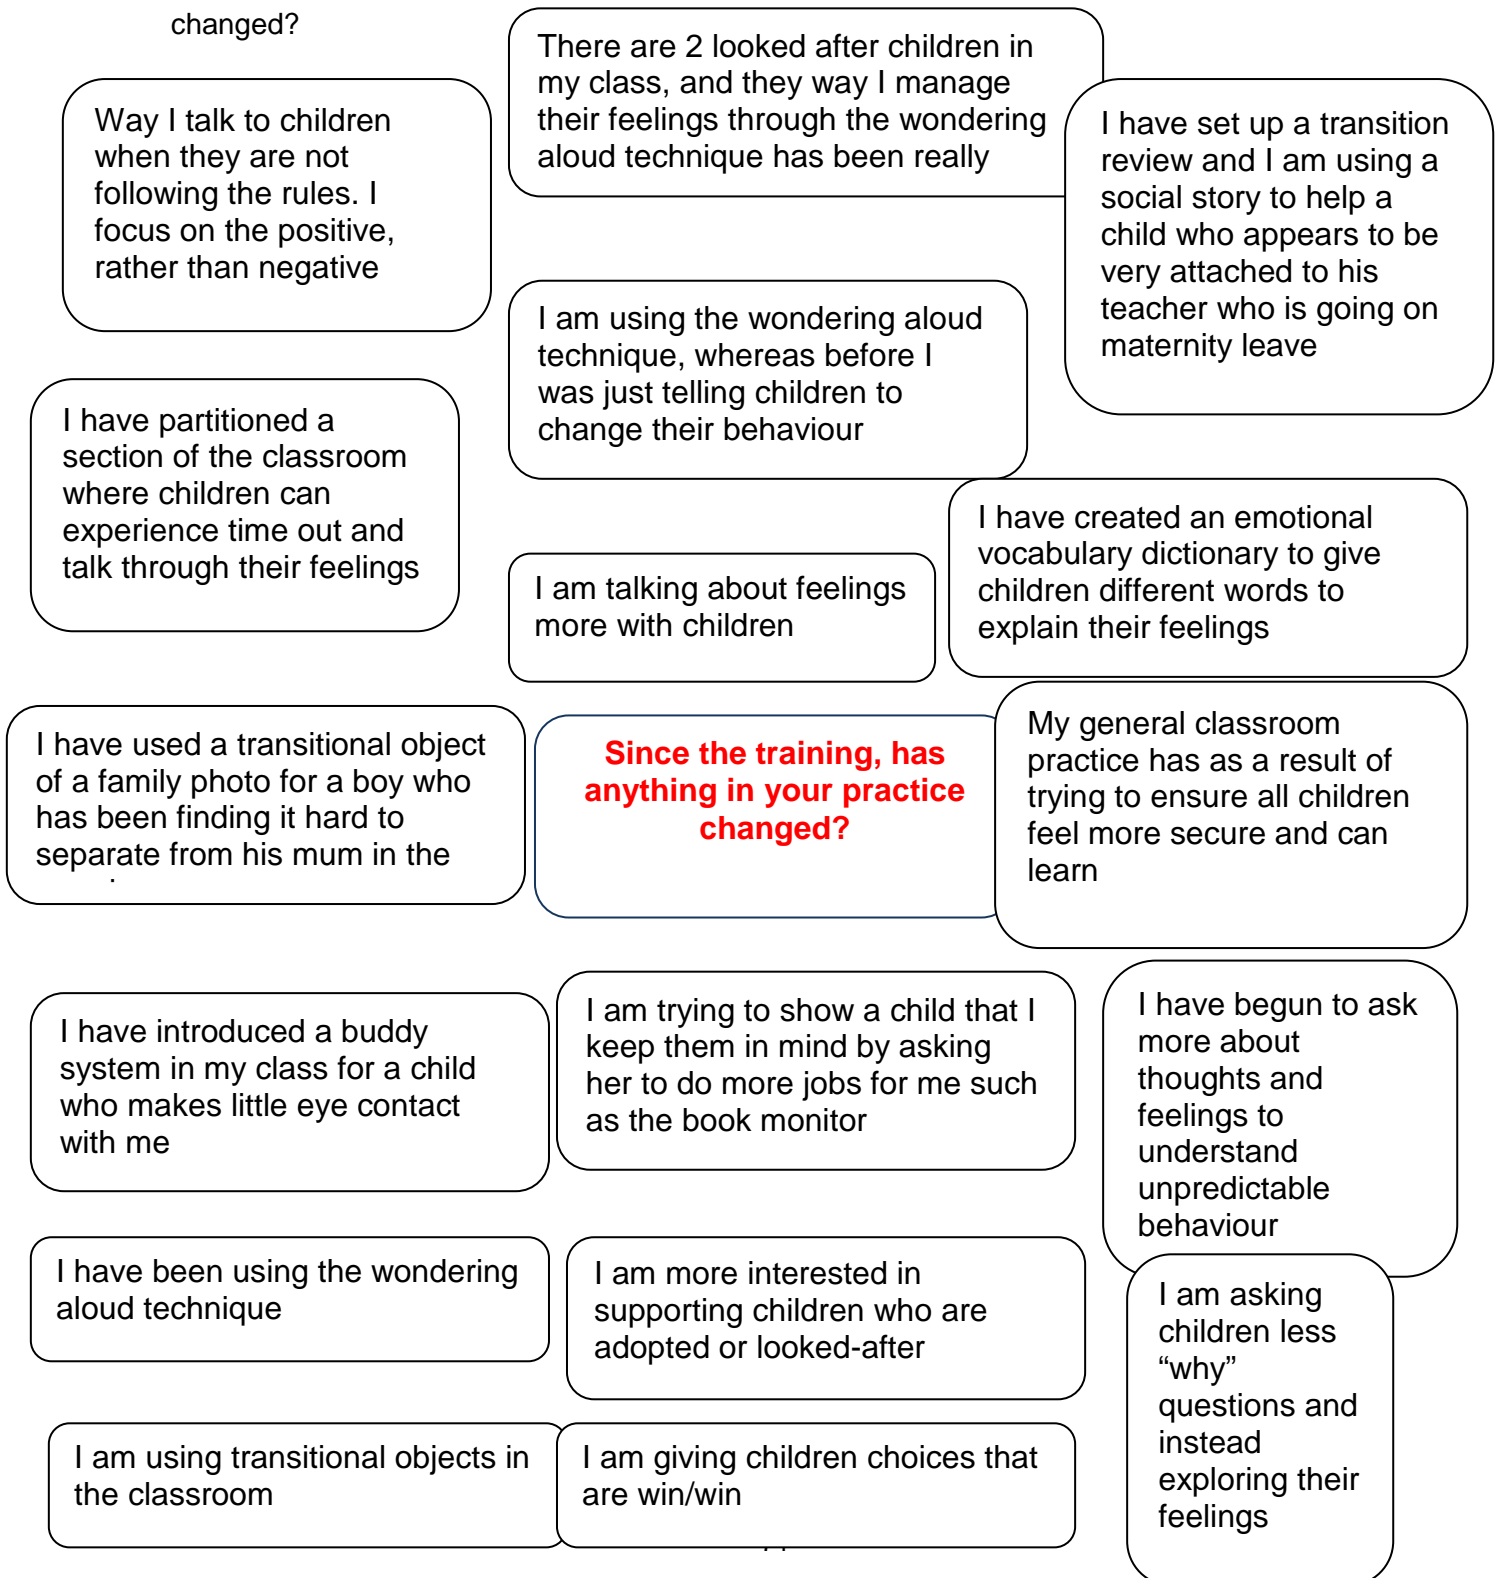 changed?
There are 2 looked after children in
my class, and they way I manage
their feelings through the wondering
aloud technique has been really
Way I talk to children
when they are not
following the rules. I
focus on the positive,
rather than negative
I have set up a transition
review and I am using a
social story to help a
child who appears to be
very attached to his
teacher who is going on
maternity leave
I am using the wondering aloud
technique, whereas before I
was just telling children to
change their behaviour
I have partitioned a
section of the classroom
where children can
experience time out and
talk through their feelings
I have created an emotional
vocabulary dictionary to give
children different words to
explain their feelings
I am talking about feelings
more with children
I have used a transitional object
of a family photo for a boy who
has been finding it hard to
separate from his mum in the
Since the training, has
anything in your practice
changed?
My general classroom
practice has as a result of
trying to ensure all children
feel more secure and can
learn
I have introduced a buddy
system in my class for a child
who makes little eye contact
with me
I am trying to show a child that I
keep them in mind by asking
her to do more jobs for me such
as the book monitor
I have begun to ask
more about
thoughts and
feelings to
understand
unpredictable
behaviour
I have been using the wondering
aloud technique
I am more interested in
supporting children who are
adopted or looked-after
I am asking
children less
“why”
questions and
instead
exploring their
feelings
I am using transitional objects in
the classroom
I am giving children choices that
are win/win